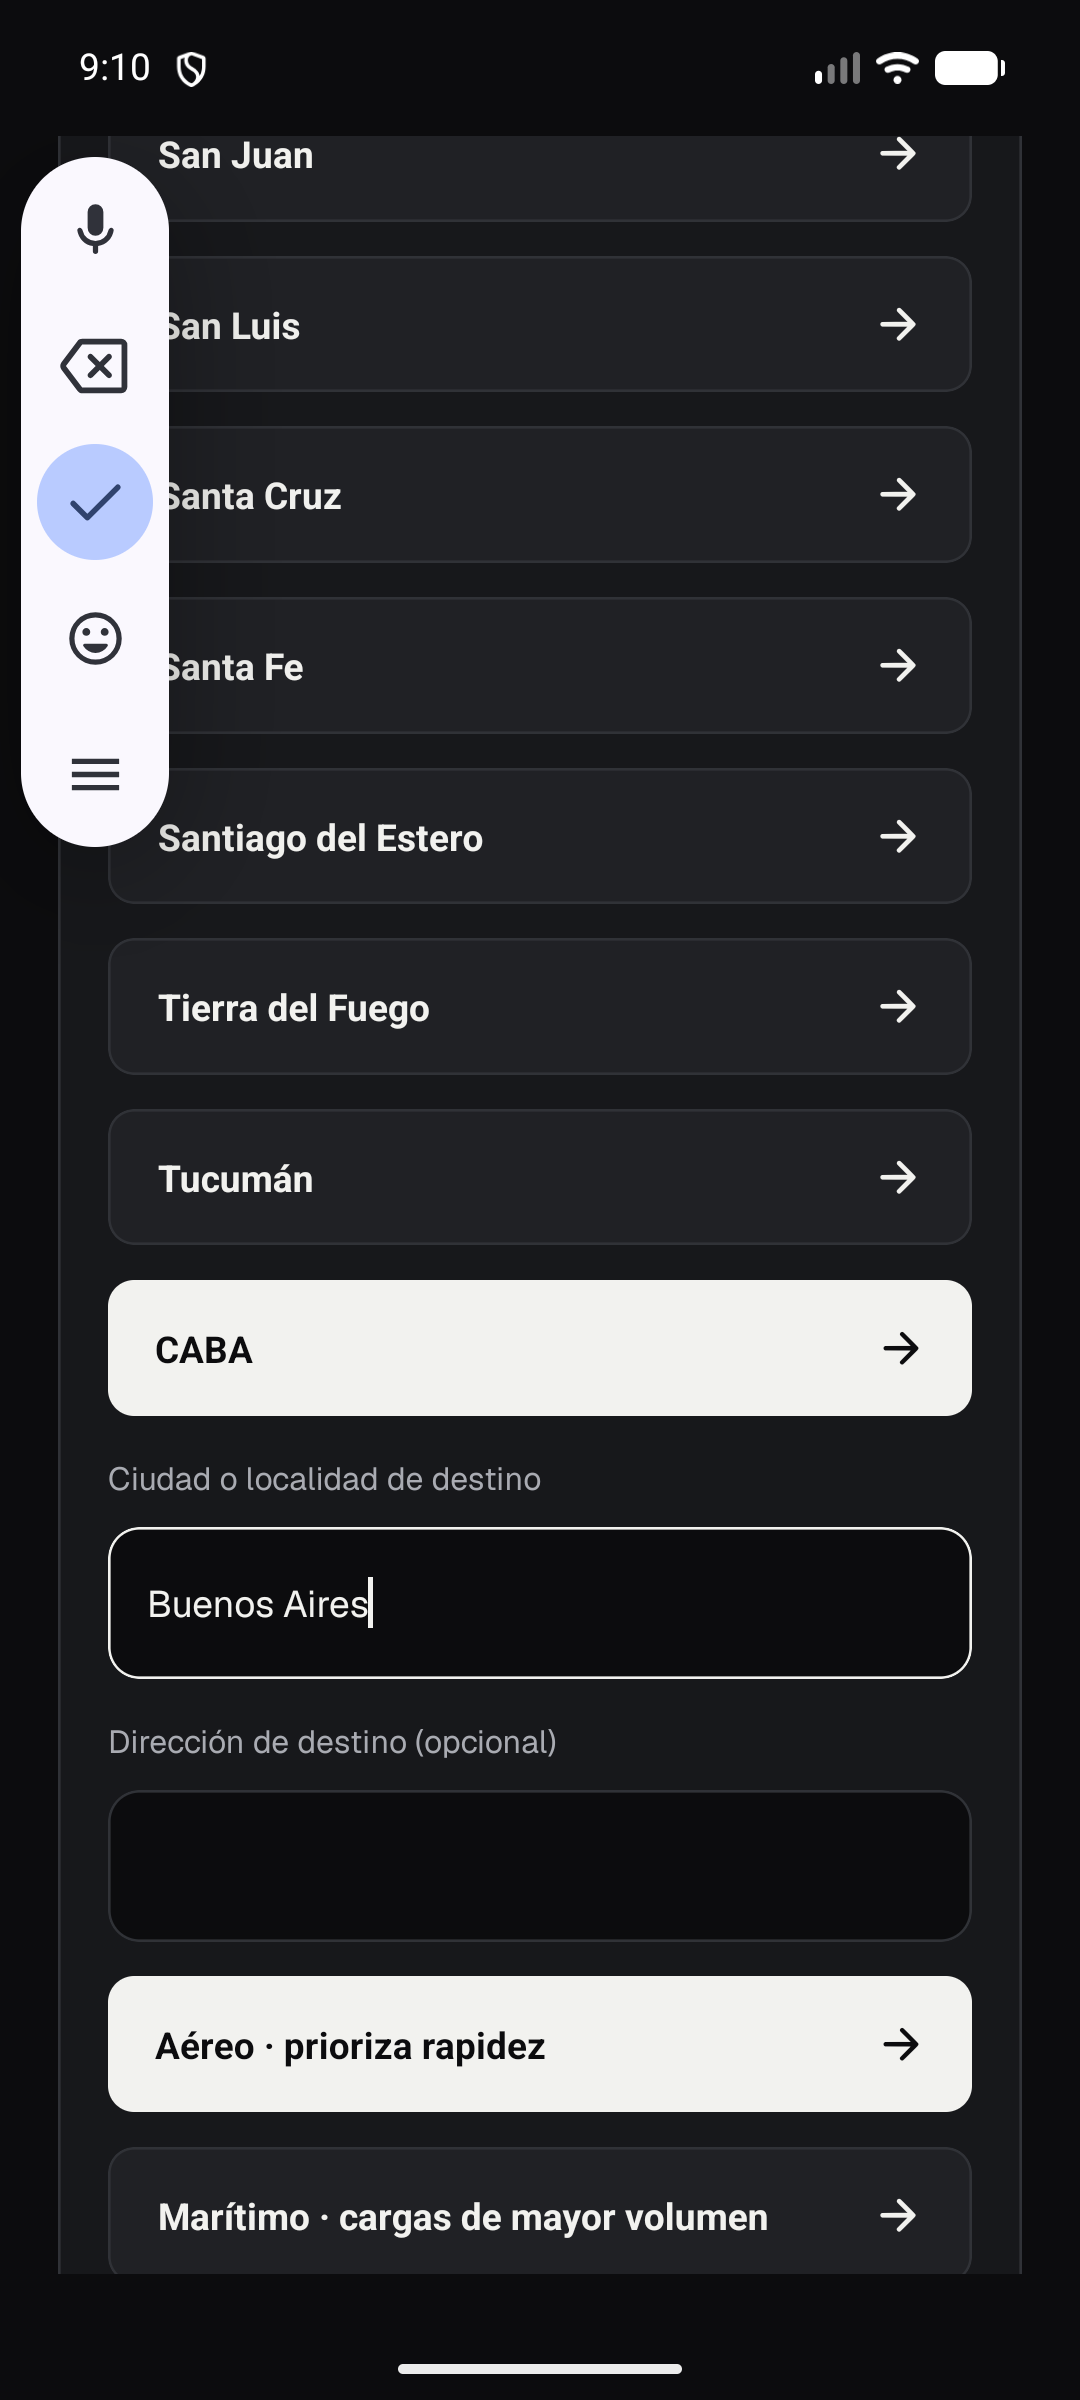 9:10
San Juan
San Luis
Santa Cruz
Santa Fe
Santiago del Estero
Tierra del Fuego
Tucumán
CABA
Ciudad o localidad de destino
Buenos Aires
Dirección de destino (opcional)
Aéreo · prioriza rapidez
Marítimo · cargas de mayor volumen